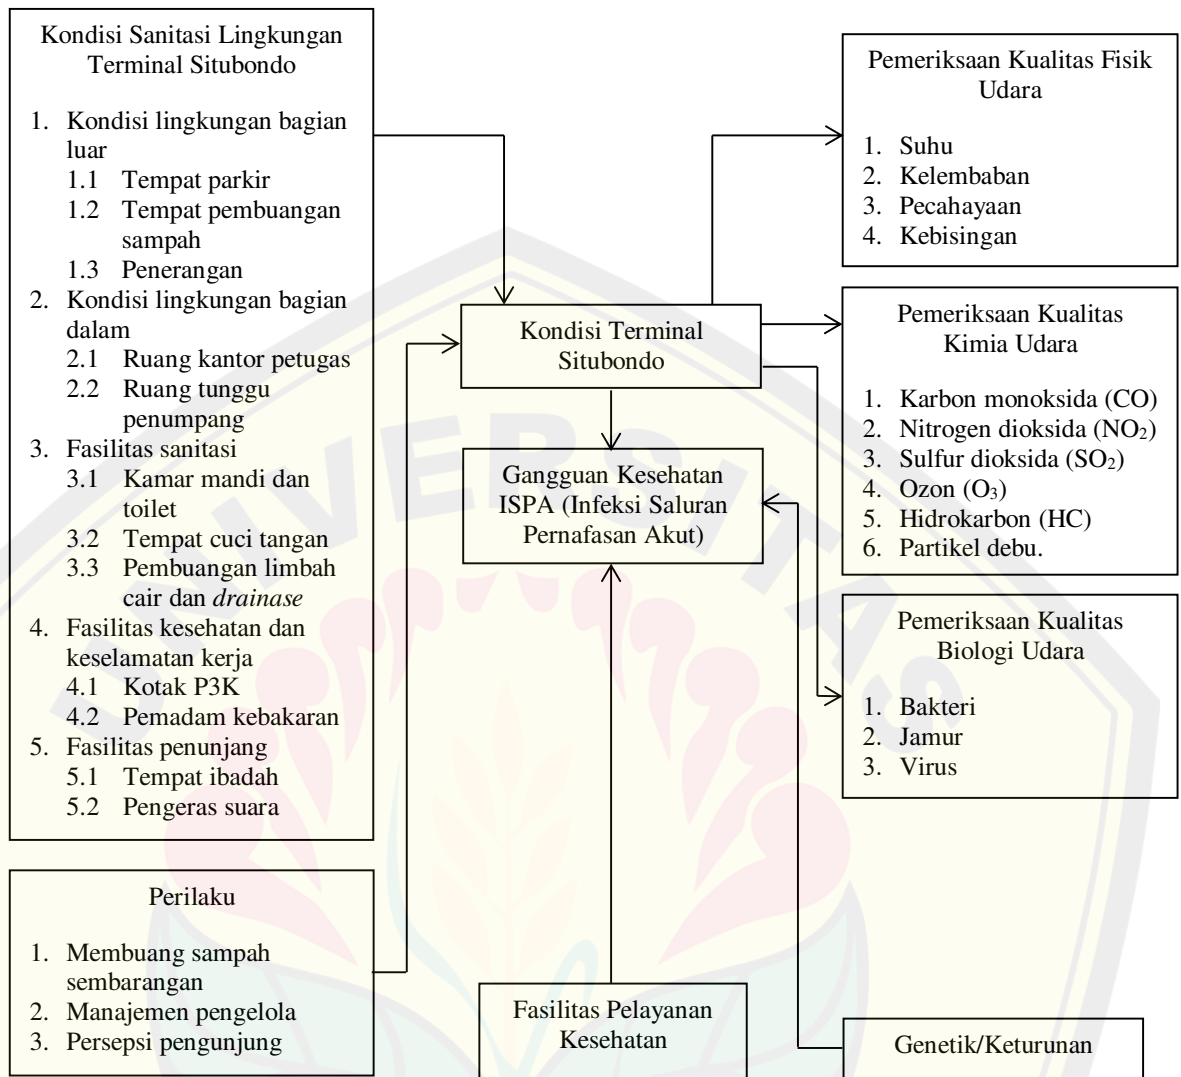 Kondisi Sanitasi Lingkungan
Terminal Situbondo
1. Kondisi lingkungan bagian
luar
1.1 Tempat parkir
1.2 Tempat pembuangan
sampah
1.3 Penerangan
2. Kondisi lingkungan bagian
dalam
2.1 Ruang kantor petugas
2.2 Ruang tunggu
penumpang
3. Fasilitas sanitasi
3.1 Kamar mandi dan
toilet
3.2 Tempat cuci tangan
3.3 Pembuangan limbah
cair dan drainase
4. Fasilitas kesehatan dan
keselamatan kerja
4.1 Kotak P3K
4.2 Pemadam kebakaran
5. Fasilitas penunjang
5.1 Tempat ibadah
5.2 Pengeras suara
Perilaku
1. Membuang sampah
sembarangan
2. Manajemen pengelola
3. Persepsi pengunjung
Kondisi Terminal
Situbondo
Gangguan Kesehatan
ISPA (Infeksi Saluran
Pernafasan Akut)
Fasilitas Pelayanan
Kesehatan
Pemeriksaan Kualitas Fisik
Udara
1. Suhu
2. Kelembaban
3. Pecahayaan
4. Kebisingan
Pemeriksaan Kualitas
Kimia Udara
1. Karbon monoksida (CO)
2. Nitrogen dioksida (NO₂)
3. Sulfur dioksida (SO₂)
4. Ozon (O₃)
5. Hidrokarbon (HC)
6. Partikel debu.
Pemeriksaan Kualitas
Biologi Udara
1. Bakteri
2. Jamur
3. Virus
Genetik/Keturunan
UNIVERSITAS